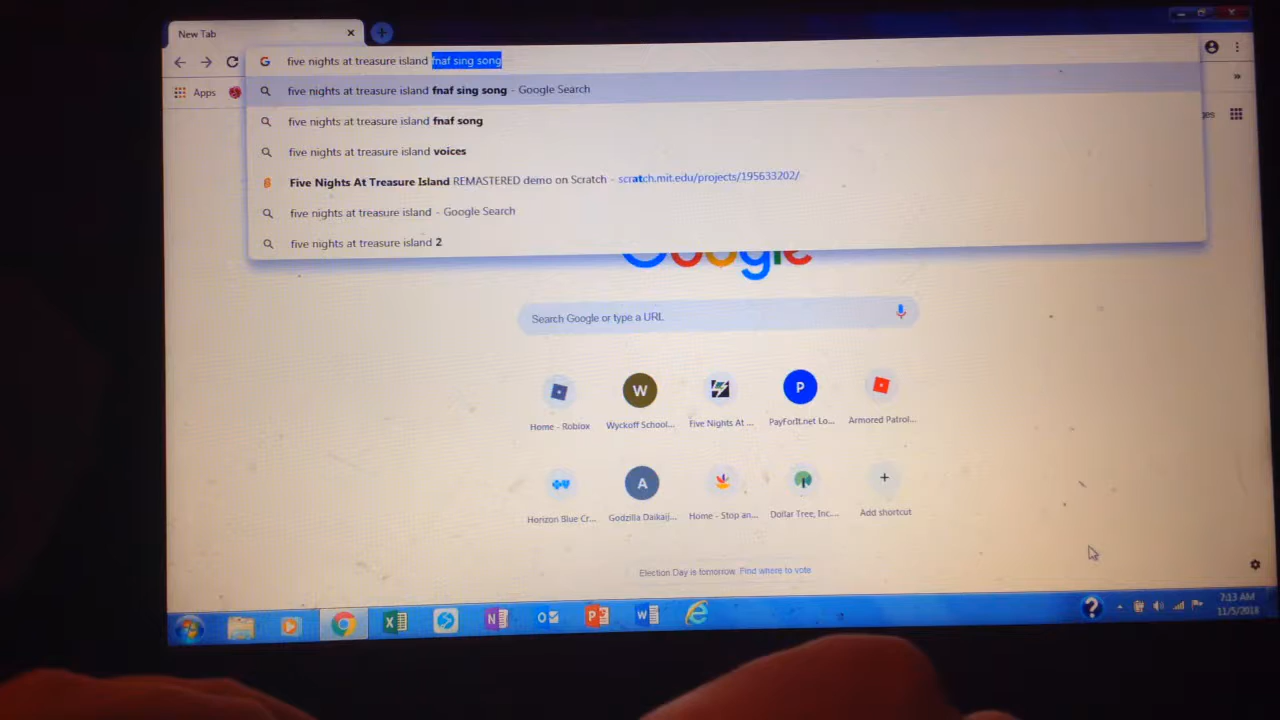 New Tab
five nights at treasure island fnaf sing song
Apps
five nights at treasure island fnaf sing song - Google Search
five nights at treasure island fnaf song
five nights at treasure island voices
Five Nights At Treasure Island REMASTERED demo on Scratch - scratch.mit.edu/projects/195633202/
five nights at treasure island - Google Search
five nights at treasure island 2
Google
Search Google or type a URL
W
P
Home - Roblox
Wyckoff School...
Five Nights At ...
PayForIt.net Lo...
Armored Patrol...
A
Horizon Blue Cr...
Godzilla Daikaij...
Home - Stop an...
Dollar Tree, Inc....
Add shortcut
Election Day is tomorrow. Find where to vote
7:13 AM
11/5/2018